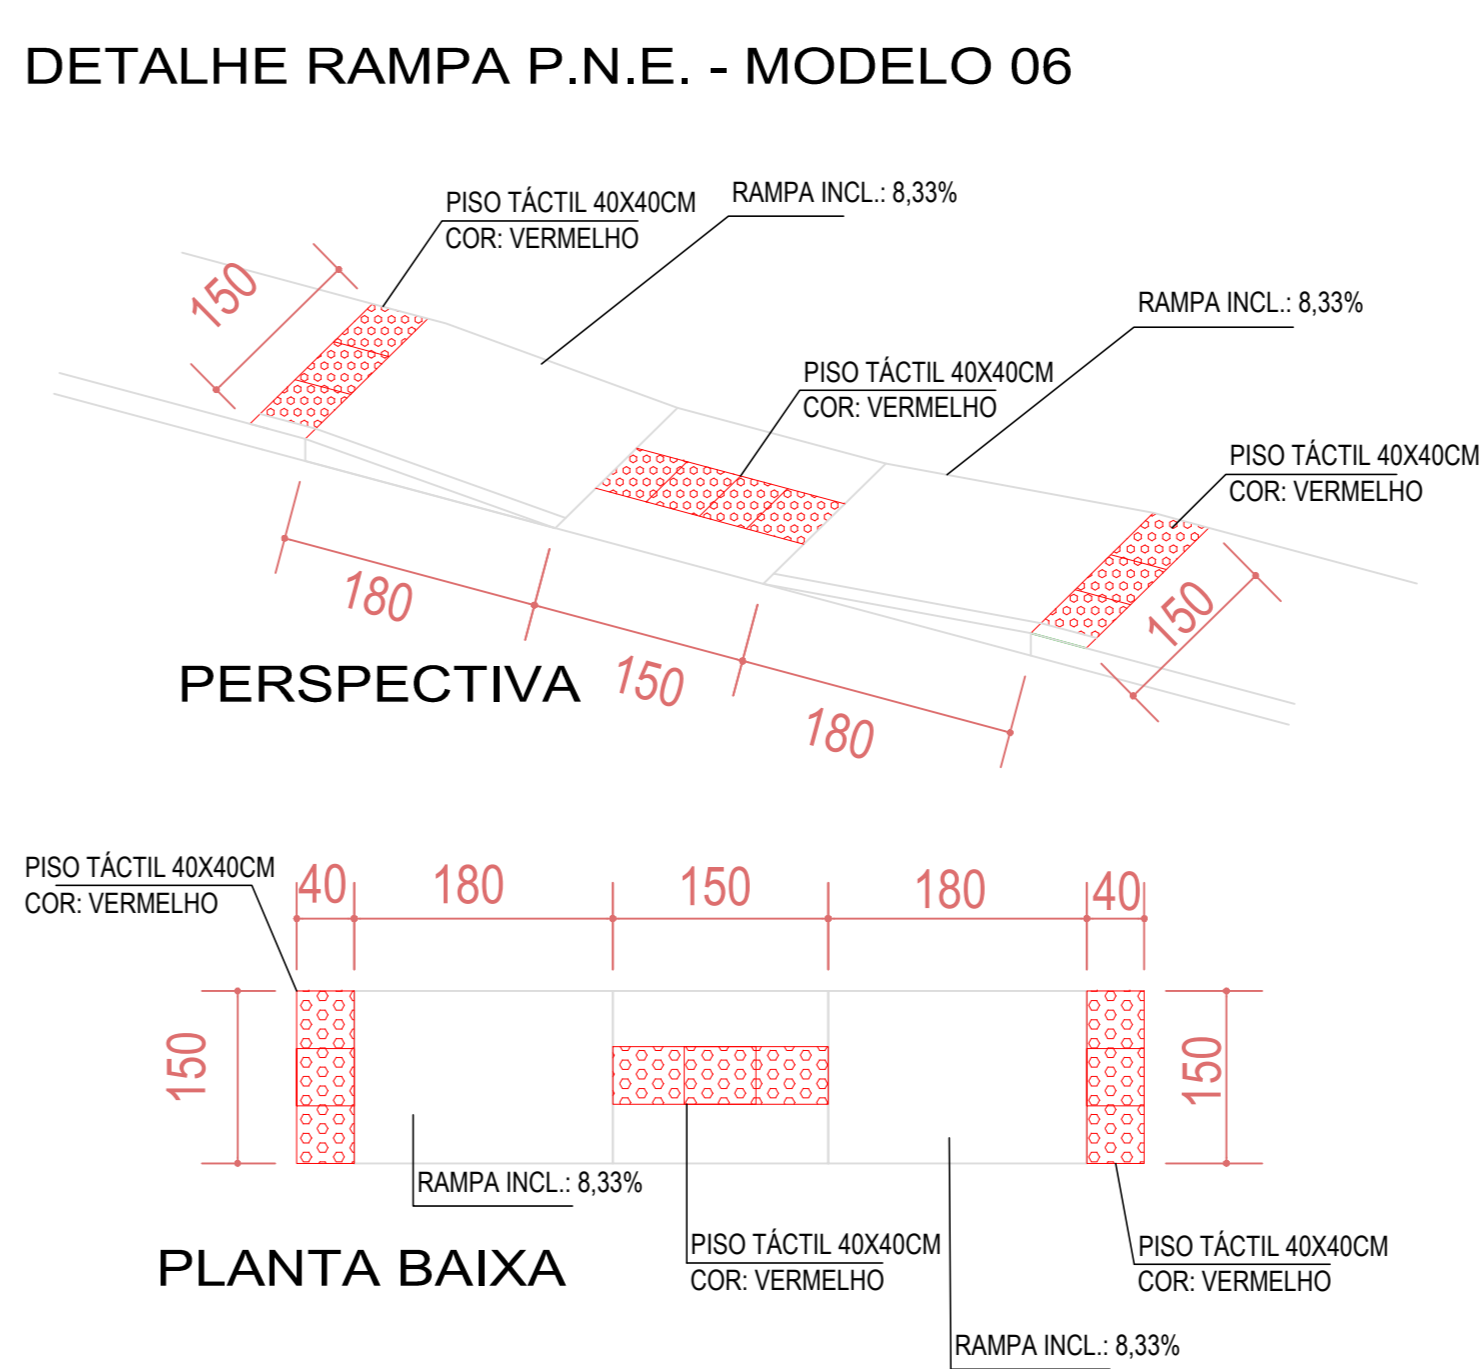 DETALHE RAMPA P.N.E. - MODELO 06
PISO TÁCTIL 40X40CM
COR: VERMELHO
RAMPA INCL.: 8,33%
150
RAMPA INCL.: 8,33%
PISO TÁCTIL 40X40CM
COR: VERMELHO
PISO TÁCTIL 40X40CM
COR: VERMELHO
180
150
180
150
PERSPECTIVA
PISO TÁCTIL 40X40CM
COR: VERMELHO
40
180
150
180
40
150
150
RAMPA INCL.: 8,33%
PISO TÁCTIL 40X40CM
COR: VERMELHO
PISO TÁCTIL 40X40CM
COR: VERMELHO
PLANTA BAIXA
RAMPA INCL.: 8,33%